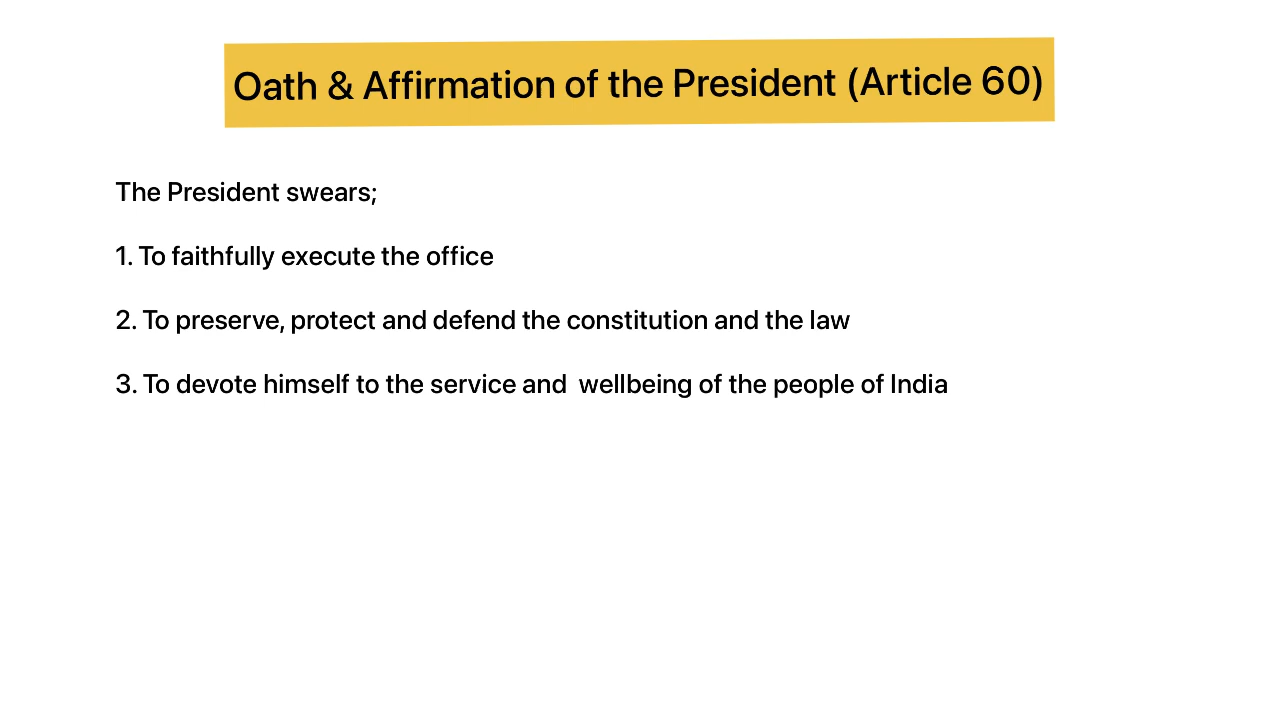 Oath & Affirmation of the President (Article 60)
The President swears;
1. To faithfully execute the office
2. To preserve, protect and defend the constitution and the law
3. To devote himself to the service and  wellbeing of the people of India